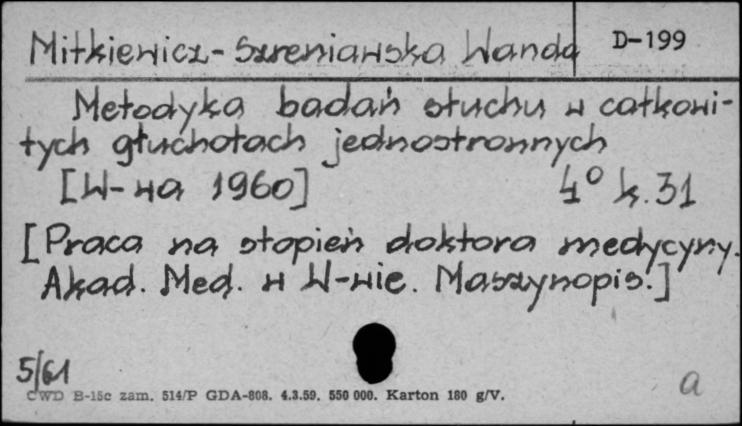 Mitkiewicz-Szreniawska Wanda D-199
Metodyka badań słuchu w całkowi-
tych głuchotach jednostronnych
[W-wa 1960] 4° k. 31
[Praca na stopień doktora medycyny.
Akad. Med. w W-wie. Maszynopis.]
5/61
a
CWD B-15c zam. 514/P GDA-808. 4.3.59. 550 000. Karton 180 g/V.